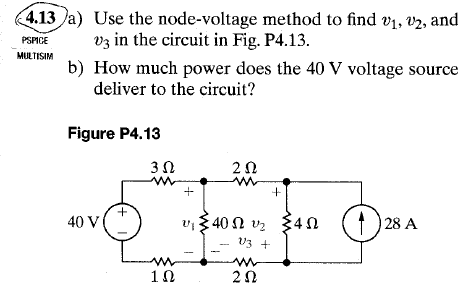 4.13 a) Use the node-voltage method to find v1, v2, and
PSPICE v3 in the circuit in Fig. P4.13.
MULTISIM
b) How much power does the 40 V voltage source
deliver to the circuit?
Figure P4.13
3 Ω 2 Ω
+ +
40 V + v1 40 Ω v2 4 Ω 28 A
− v3 +
− −
1 Ω 2 Ω